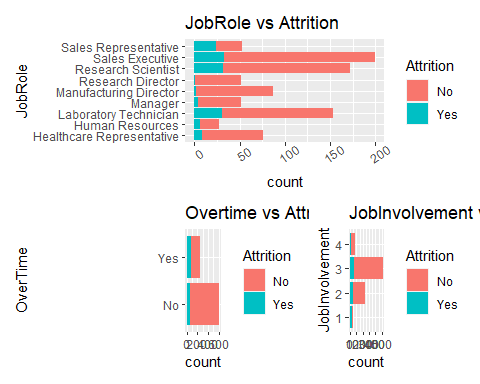 JobRole vs Attrition
JobRole
Sales Representative
Sales Executive
Research Scientist
Research Director
Manufacturing Director
Manager
Laboratory Technician
Human Resources
Healthcare Representative
0 50 100 150 200
count
Attrition
No
Yes
Overtime vs Attr
OverTime
Yes
No
count
Attrition
No
Yes
JobInvolvement v
JobInvolvement
4
3
2
1
count
Attrition
No
Yes